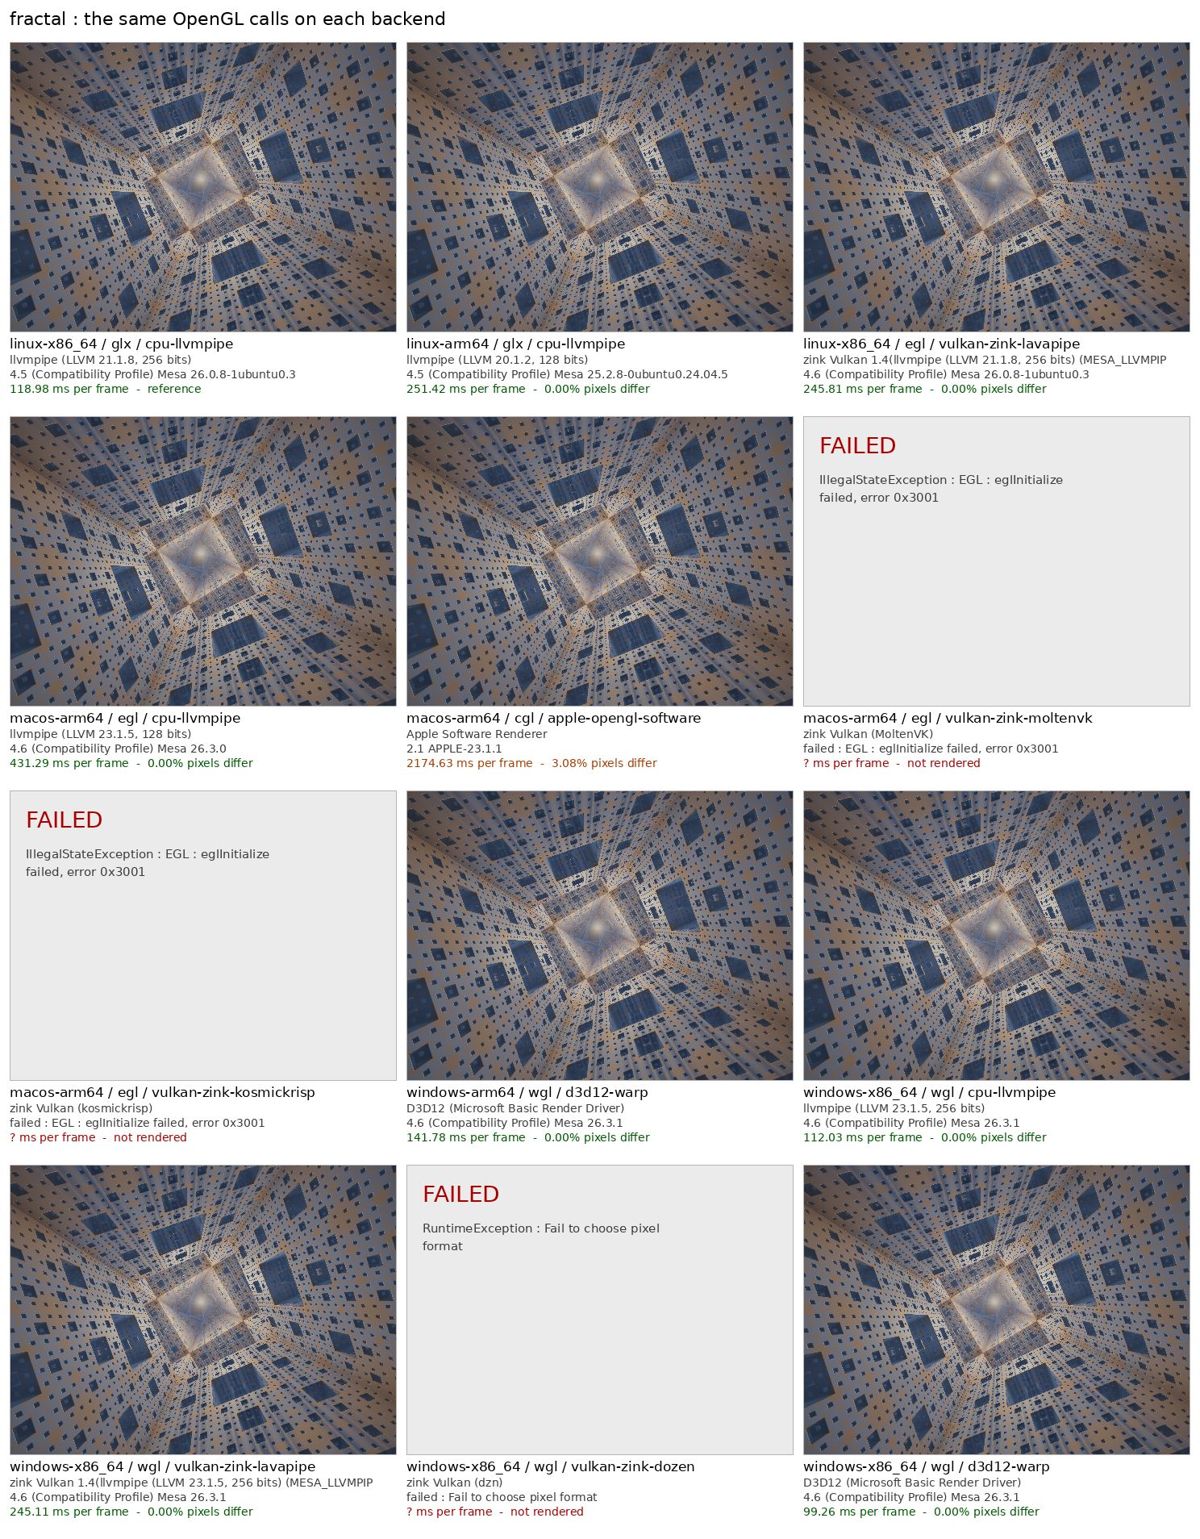 fractal : the same OpenGL calls on each backend
linux-x86_64 / glx / cpu-llvmpipe
llvmpipe (LLVM 21.1.8, 256 bits)
4.5 (Compatibility Profile) Mesa 26.0.8-1ubuntu0.3
118.98 ms per frame  -  reference
linux-arm64 / glx / cpu-llvmpipe
llvmpipe (LLVM 20.1.2, 128 bits)
4.5 (Compatibility Profile) Mesa 25.2.8-0ubuntu0.24.04.5
251.42 ms per frame  -  0.00% pixels differ
linux-x86_64 / egl / vulkan-zink-lavapipe
zink Vulkan 1.4(llvmpipe (LLVM 21.1.8, 256 bits) (MESA_LLVMPIP
4.6 (Compatibility Profile) Mesa 26.0.8-1ubuntu0.3
245.81 ms per frame  -  0.00% pixels differ
macos-arm64 / egl / cpu-llvmpipe
llvmpipe (LLVM 23.1.5, 128 bits)
4.6 (Compatibility Profile) Mesa 26.3.0
431.29 ms per frame  -  0.00% pixels differ
macos-arm64 / cgl / apple-opengl-software
Apple Software Renderer
2.1 APPLE-23.1.1
2174.63 ms per frame  -  3.08% pixels differ
FAILED
IllegalStateException : EGL : eglInitialize
failed, error 0x3001
macos-arm64 / egl / vulkan-zink-moltenvk
zink Vulkan (MoltenVK)
failed : EGL : eglInitialize failed, error 0x3001
? ms per frame  -  not rendered
FAILED
IllegalStateException : EGL : eglInitialize
failed, error 0x3001
macos-arm64 / egl / vulkan-zink-kosmickrisp
zink Vulkan (kosmickrisp)
failed : EGL : eglInitialize failed, error 0x3001
? ms per frame  -  not rendered
windows-arm64 / wgl / d3d12-warp
D3D12 (Microsoft Basic Render Driver)
4.6 (Compatibility Profile) Mesa 26.3.1
141.78 ms per frame  -  0.00% pixels differ
windows-x86_64 / wgl / cpu-llvmpipe
llvmpipe (LLVM 23.1.5, 256 bits)
4.6 (Compatibility Profile) Mesa 26.3.1
112.03 ms per frame  -  0.00% pixels differ
windows-x86_64 / wgl / vulkan-zink-lavapipe
zink Vulkan 1.4(llvmpipe (LLVM 23.1.5, 256 bits) (MESA_LLVMPIP
4.6 (Compatibility Profile) Mesa 26.3.1
245.11 ms per frame  -  0.00% pixels differ
FAILED
RuntimeException : Fail to choose pixel
format
windows-x86_64 / wgl / vulkan-zink-dozen
zink Vulkan (dzn)
failed : Fail to choose pixel format
? ms per frame  -  not rendered
windows-x86_64 / wgl / d3d12-warp
D3D12 (Microsoft Basic Render Driver)
4.6 (Compatibility Profile) Mesa 26.3.1
99.26 ms per frame  -  0.00% pixels differ